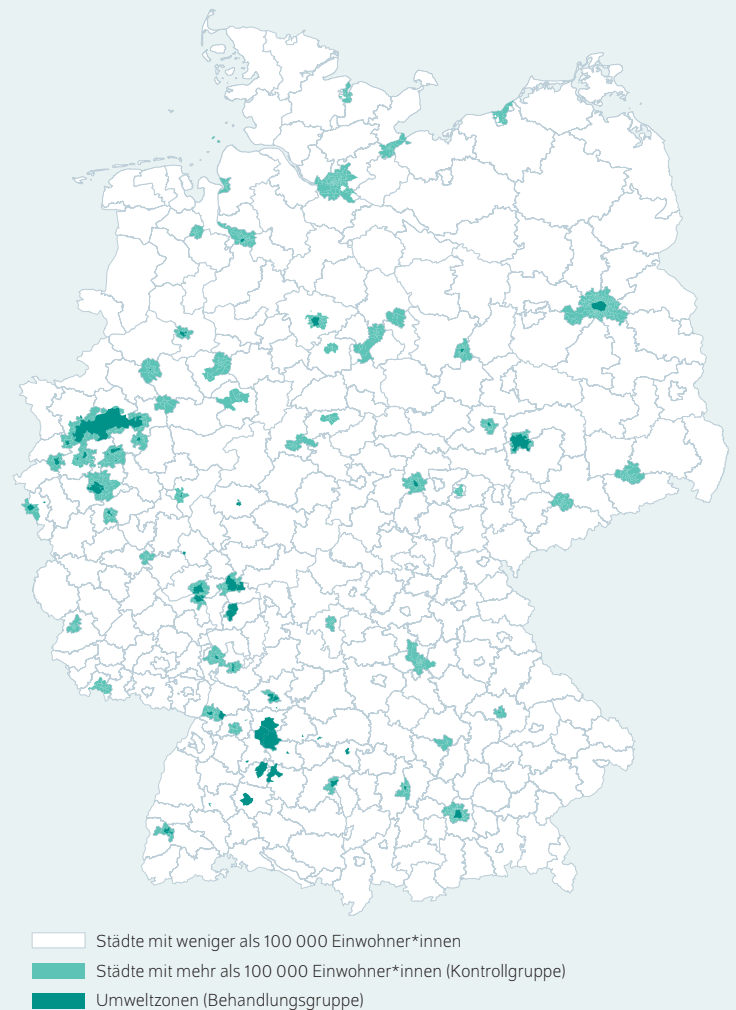 Städte mit weniger als 100 000 Einwohner*innen
Städte mit mehr als 100 000 Einwohner*innen (Kontrollgruppe)
Umweltzonen (Behandlungsgruppe)